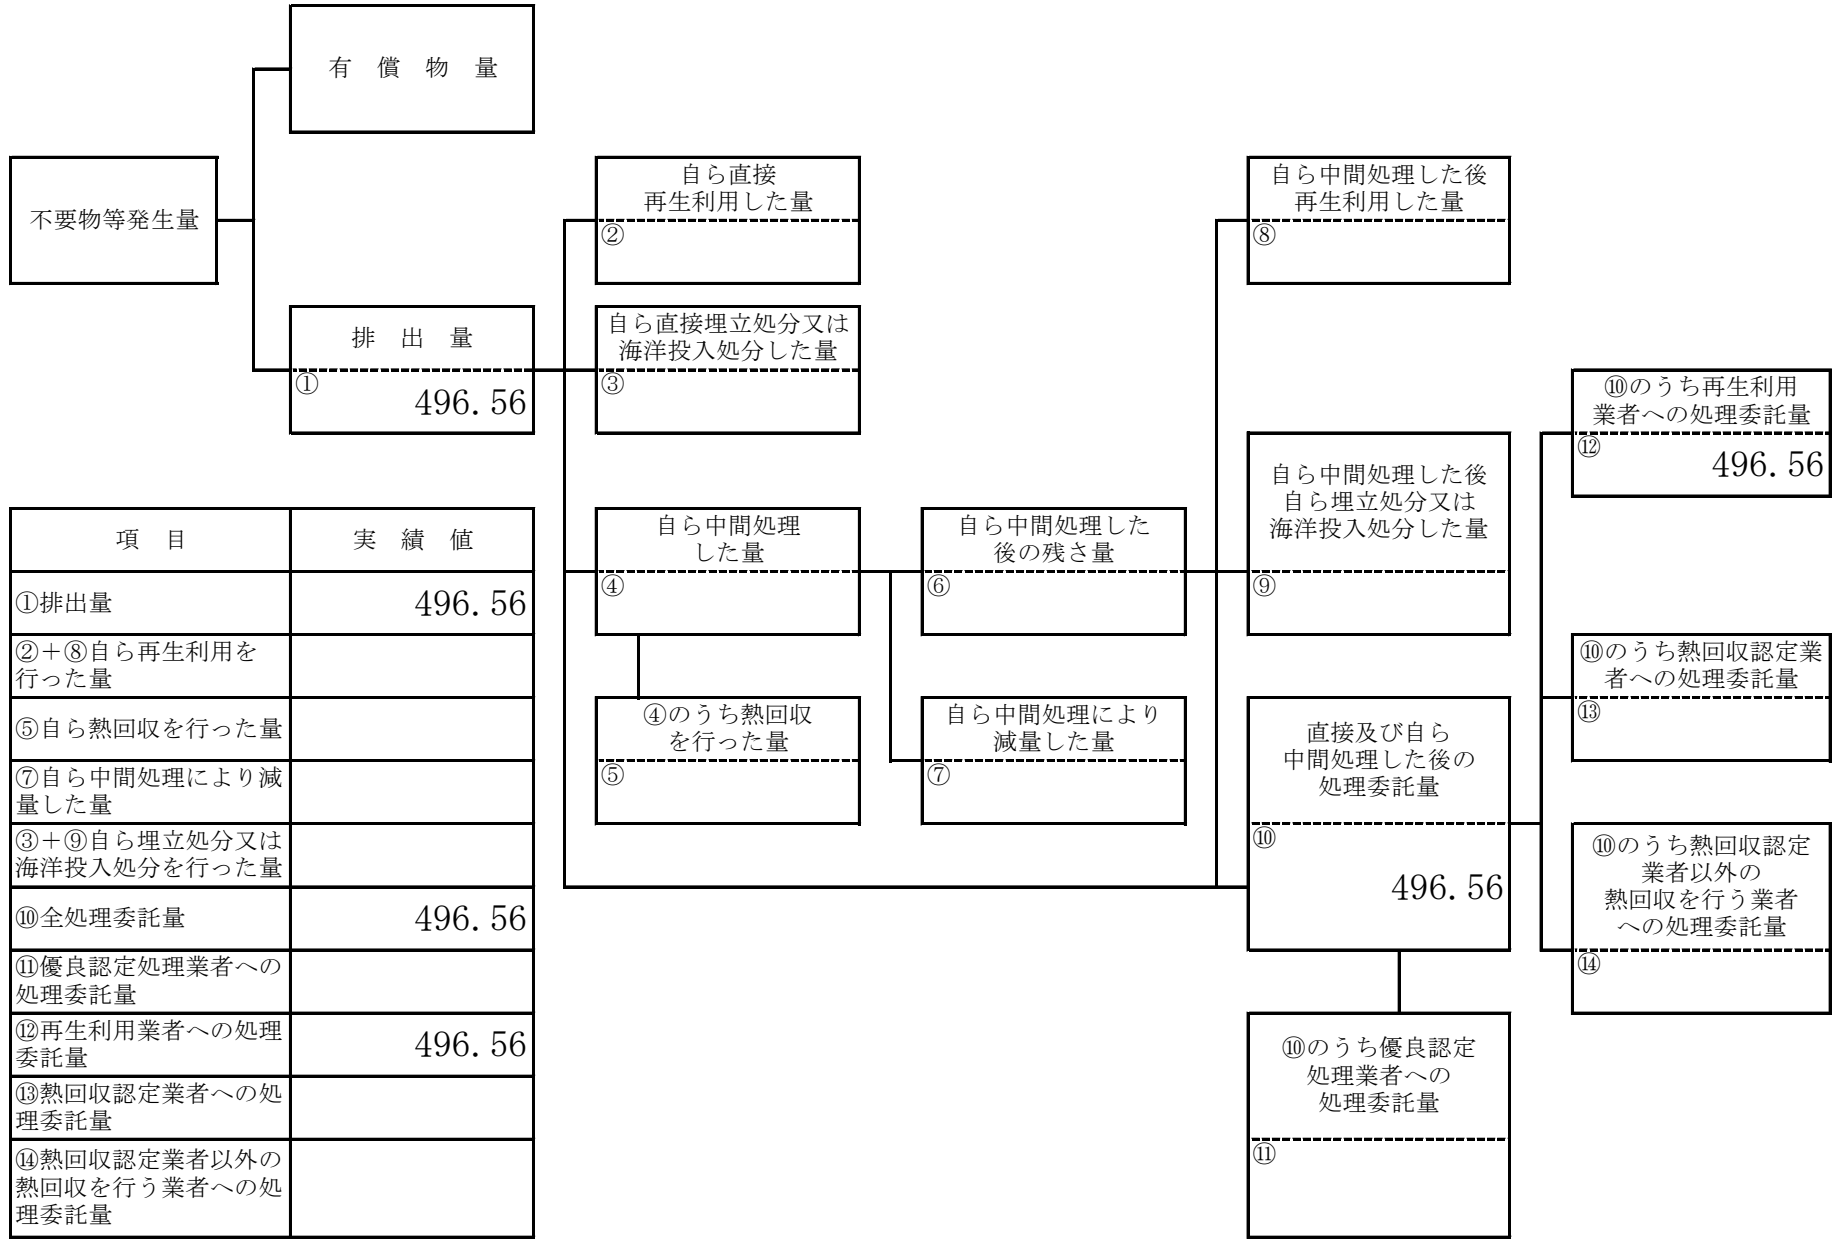 有 償 物 量
不要物等発生量
排 出 量
①
496.56
自ら直接
再生利用した量
②
自ら直接埋立処分又は
海洋投入処分した量
③
自ら中間処理
した量
④
④のうち熱回収
を行った量
⑤
自ら中間処理した
後の残さ量
⑥
自ら中間処理により
減量した量
⑦
自ら中間処理した後
再生利用した量
⑧
自ら中間処理した後
自ら埋立処分又は
海洋投入処分した量
⑨
直接及び自ら
中間処理した後の
処理委託量
⑩
496.56
⑩のうち優良認定
処理業者への
処理委託量
⑪
⑩のうち再生利用
業者への処理委託量
⑫
496.56
⑩のうち熱回収認定業
者への処理委託量
⑬
⑩のうち熱回収認定
業者以外の
熱回収を行う業者
への処理委託量
⑭
項 目 実 績 値
①排出量 496.56
②＋⑧自ら再生利用を
行った量
⑤自ら熱回収を行った量
⑦自ら中間処理により減
量した量
③＋⑨自ら埋立処分又は
海洋投入処分を行った量
⑩全処理委託量 496.56
⑪優良認定処理業者への
処理委託量
⑫再生利用業者への処理
委託量 496.56
⑬熱回収認定業者への処
理委託量
⑭熱回収認定業者以外の
熱回収を行う業者への処
理委託量